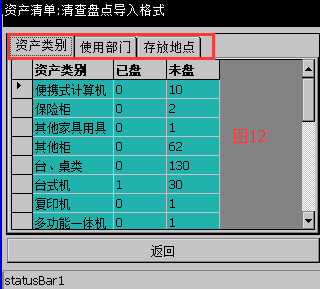 资产清单:清查盘点导入格式
资产类别 使用部门 存放地点
资产类别 已盘 未盘
便携式计算机 0 10
保险柜 0 2
其他家具用具 0 1
其他柜 0 62
台、桌类 0 130
台式机 1 30
复印机 0 1
多功能一体机 0 1
图12
返回
statusBar1